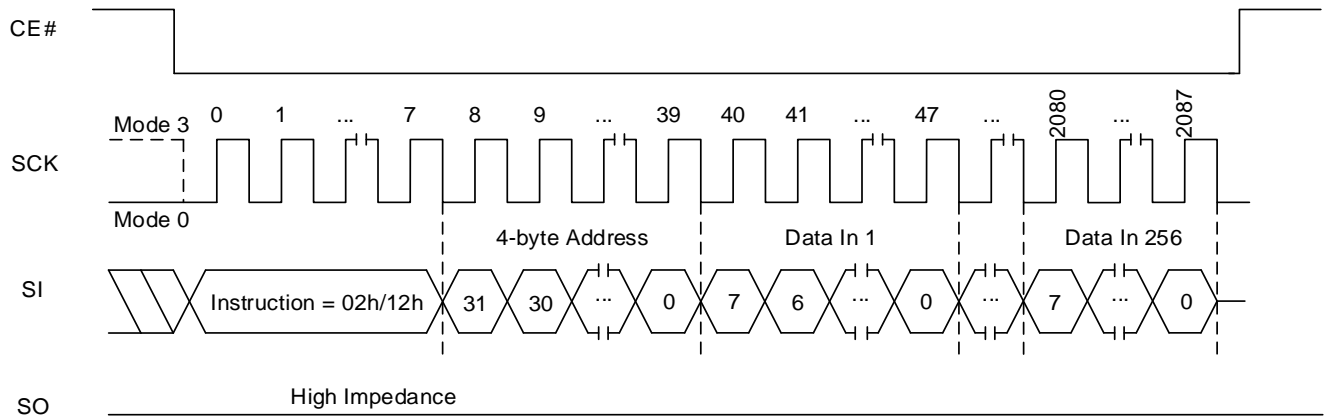 CE#
0 1 ... 7 8 9 ... 39 40 41 ... 47 ... 2080 ... 2087
Mode 3
SCK
Mode 0
4-byte Address Data In 1 Data In 256
SI Instruction = 02h/12h 31 30 ... 0 7 6 ... 0 ... 7 ... 0
High Impedance
SO